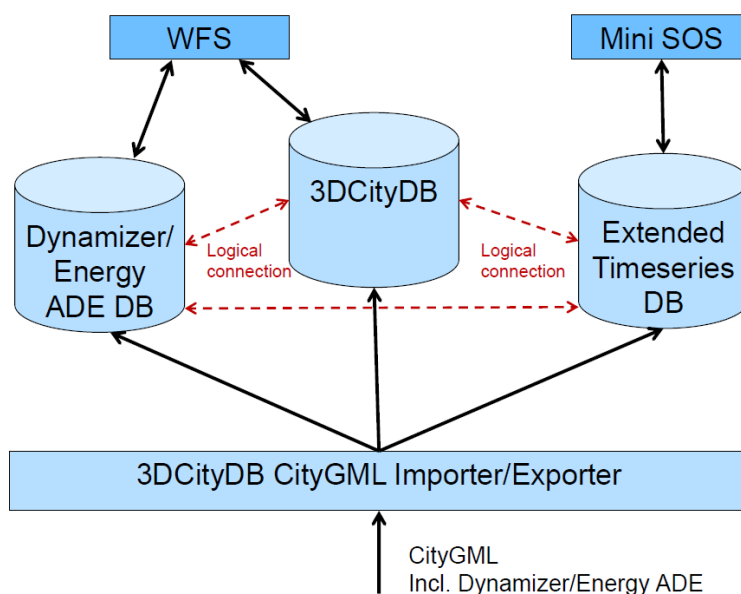 WFS
Mini SOS
3DCityDB
Dynamizer/
Energy
ADE DB
Logical
connection
Logical
connection
Extended
Timeseries
DB
3DCityDB CityGML Importer/Exporter
CityGML
Incl. Dynamizer/Energy ADE